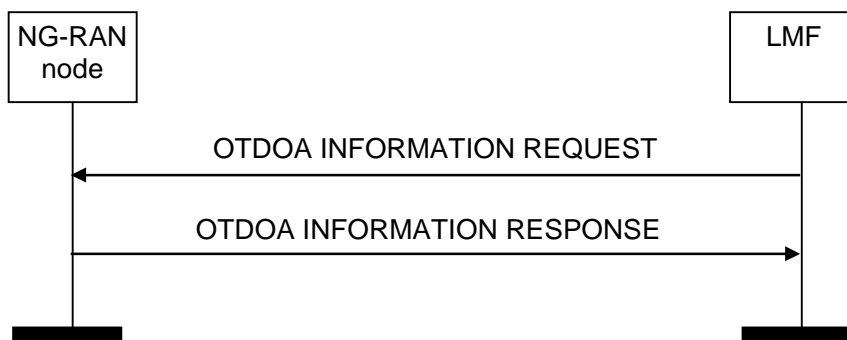 NG-RAN
node
LMF
OTDOA INFORMATION REQUEST
OTDOA INFORMATION RESPONSE